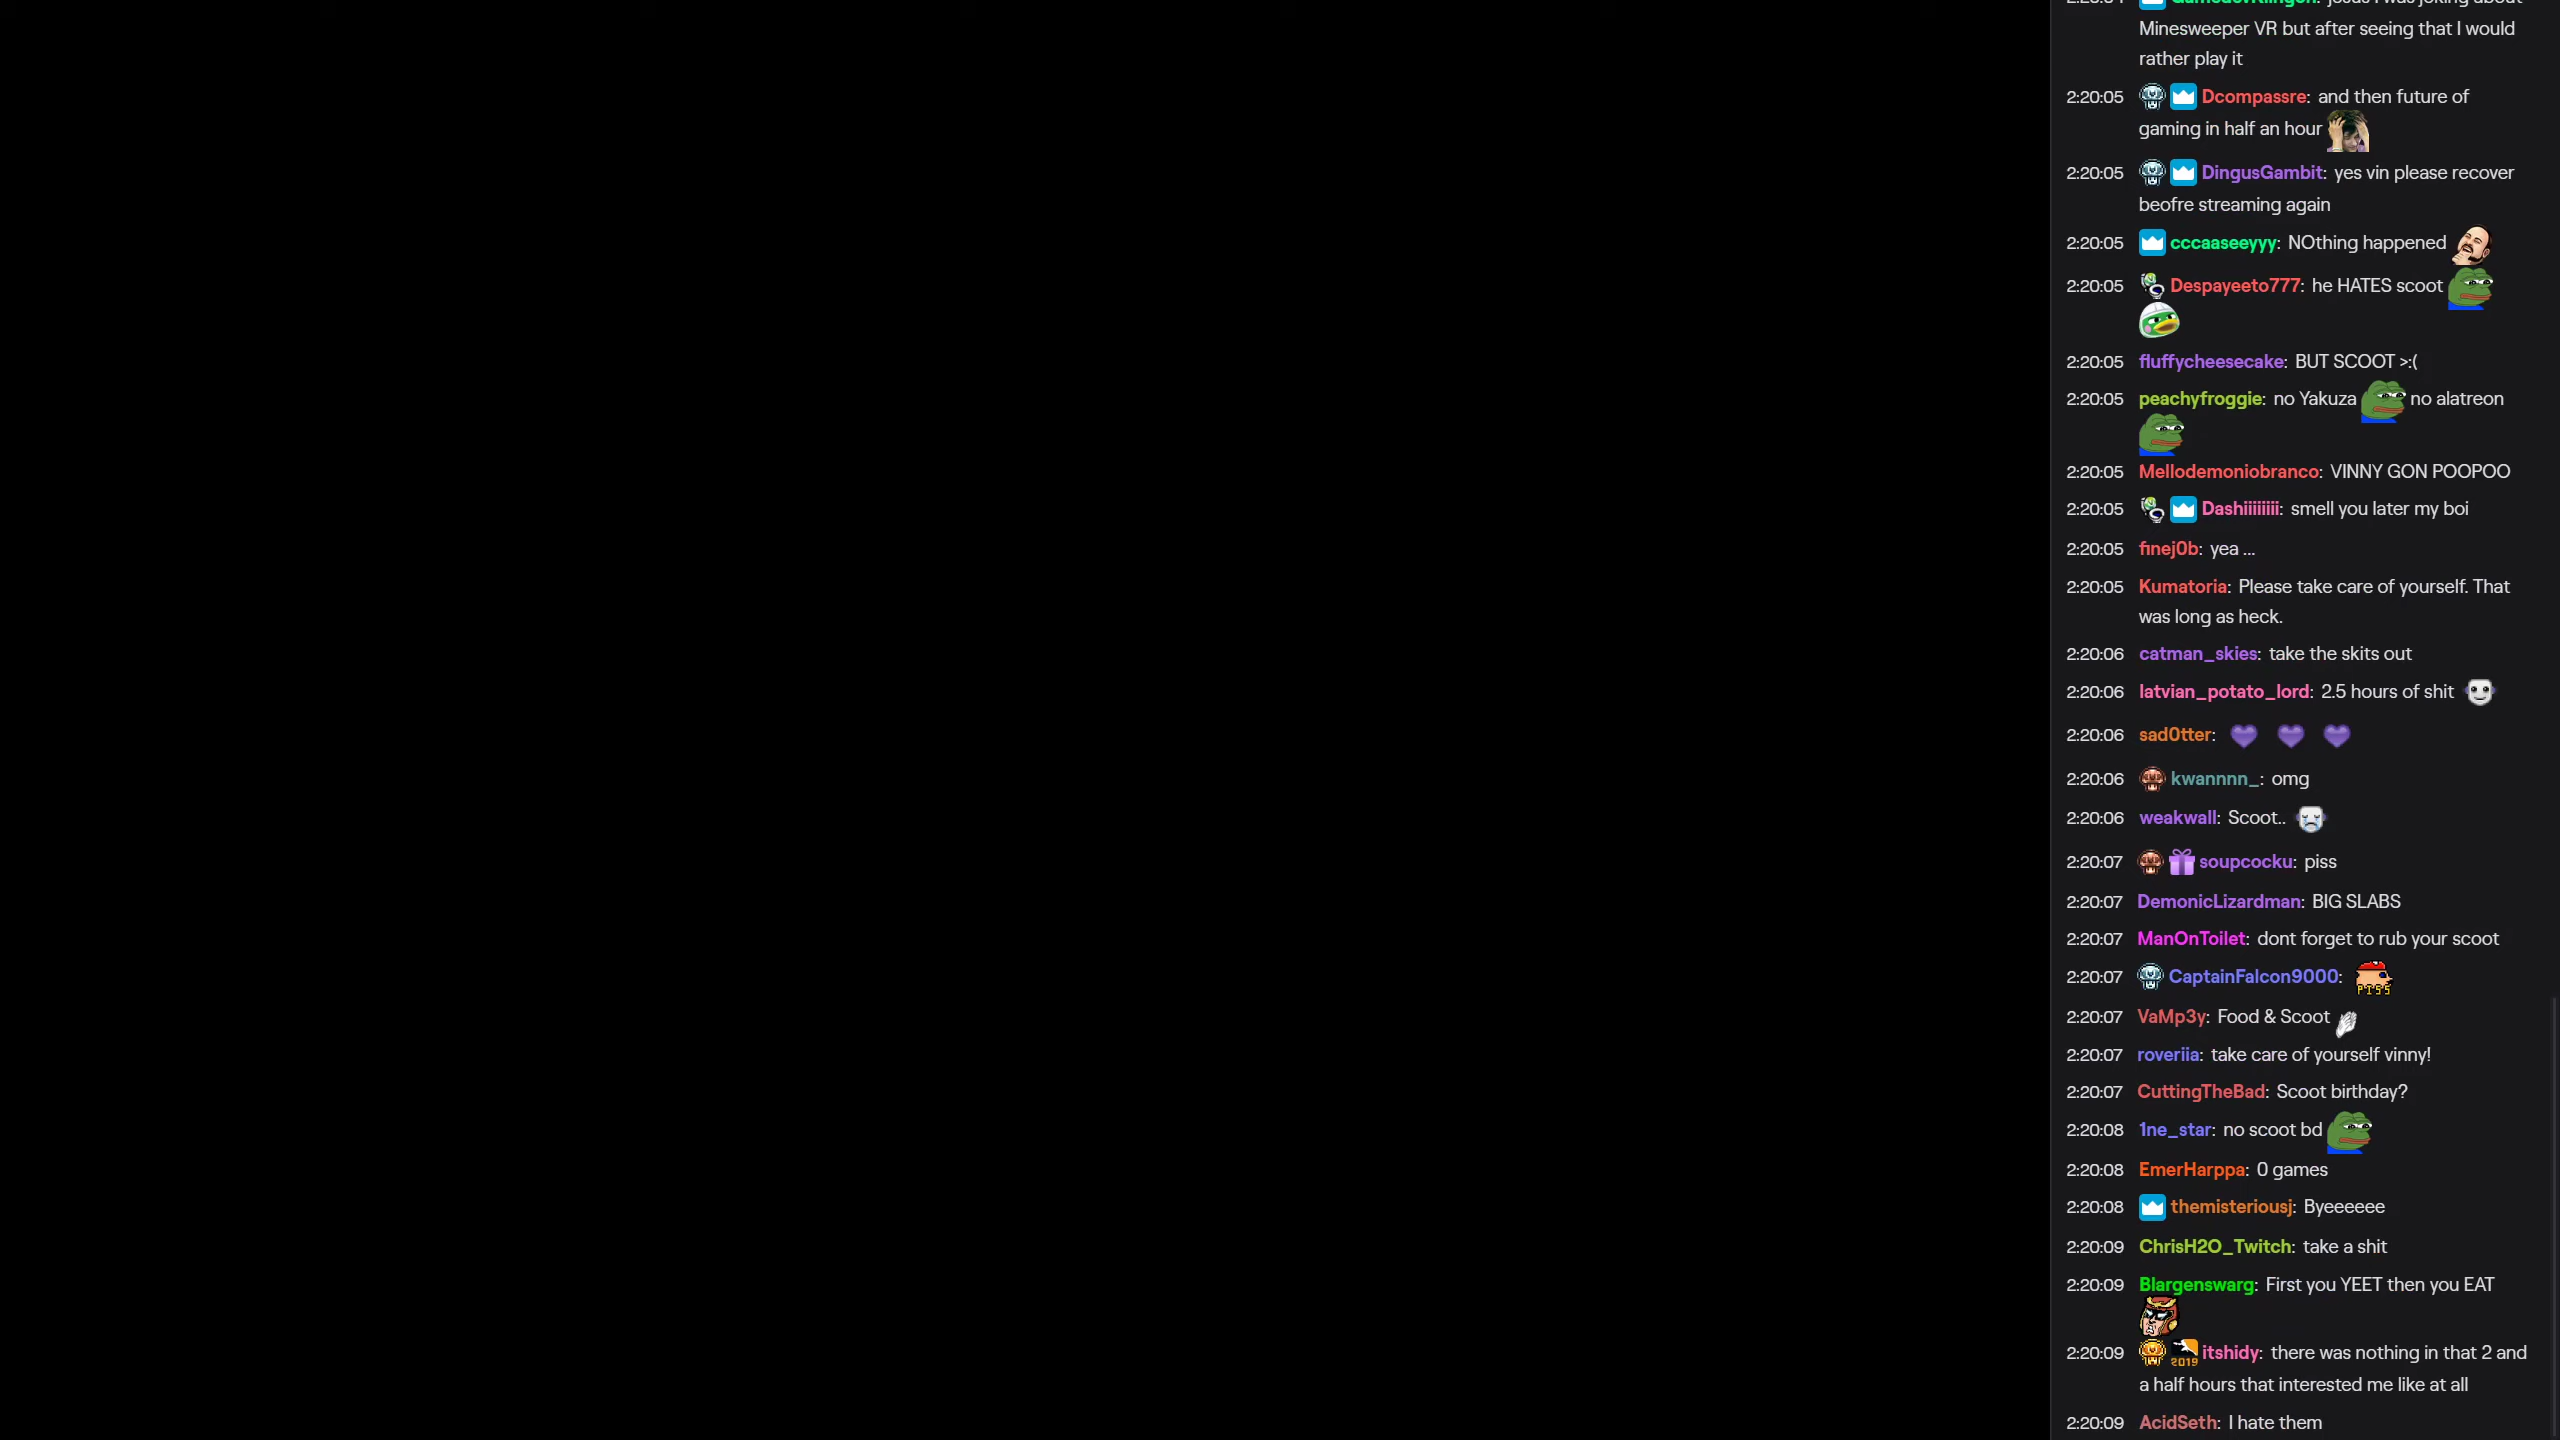 Minesweeper VR but after seeing that I would
rather play it
2:20:05 Dcompassre: and then future of
gaming in half an hour
2:20:05 DingusGambit: yes vin please recover
beofre streaming again
2:20:05 cccaaseeyyy: NOthing happened
2:20:05 Despayeeto777: he HATES scoot
2:20:05 fluffycheesecake: BUT SCOOT >:(
2:20:05 peachyfroggie: no Yakuza no alatreon
2:20:05 Mellodemoniobranco: VINNY GON POOPOO
2:20:05 Dashiiiiiiiii: smell you later my boi
2:20:05 finej0b: yea ...
2:20:05 Kumatoria: Please take care of yourself. That
was long as heck.
2:20:06 catman_skies: take the skits out
2:20:06 latvian_potato_lord: 2.5 hours of shit
2:20:06 sad0tter:
2:20:06 kwannnn_: omg
2:20:06 weakwall: Scoot..
2:20:07 soupcocku: piss
2:20:07 DemonicLizardman: BIG SLABS
2:20:07 ManOnToilet: dont forget to rub your scoot
2:20:07 CaptainFalcon9000: PISS
2:20:07 VaMp3y: Food & Scoot
2:20:07 roveriia: take care of yourself vinny!
2:20:07 CuttingTheBad: Scoot birthday?
2:20:08 1ne_star: no scoot bd
2:20:08 EmerHarppa: 0 games
2:20:08 themisteriousj: Byeeeeee
2:20:09 ChrisH2O_Twitch: take a shit
2:20:09 Blargenswarg: First you YEET then you EAT
2:20:09 2019 itshidy: there was nothing in that 2 and
a half hours that interested me like at all
2:20:09 AcidSeth: I hate them